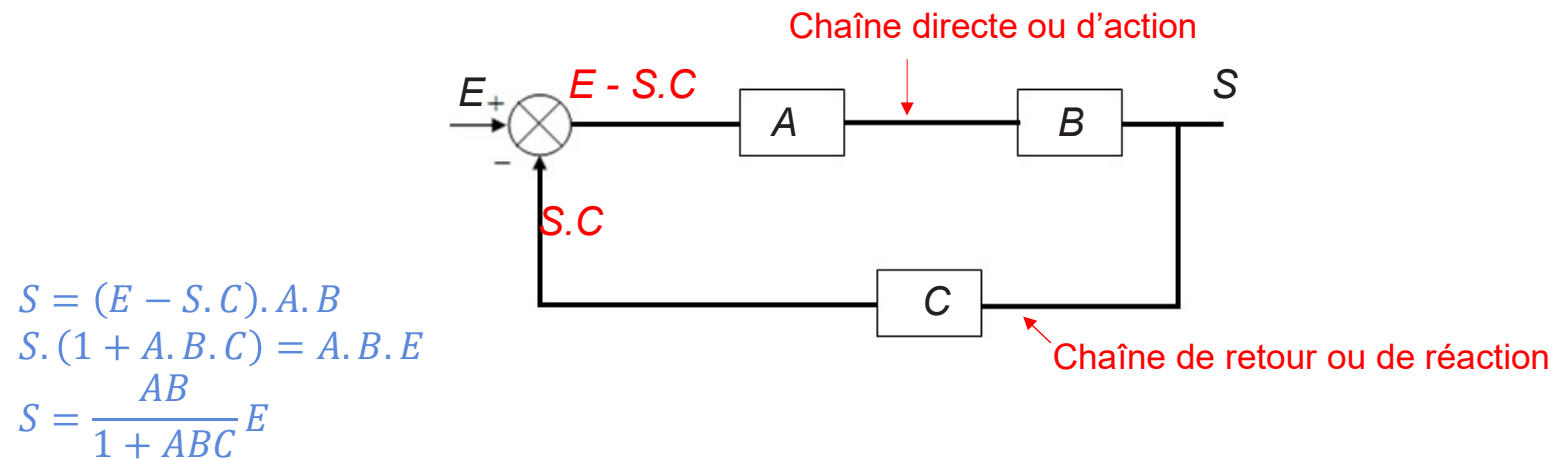 Chaîne directe ou d'action
E
+
E - S.C
A
B
S
−
S.C
C
Chaîne de retour ou de réaction
S = (E − S.C).A.B
S.(1 + A.B.C) = A.B.E
S = AB / (1 + ABC) E